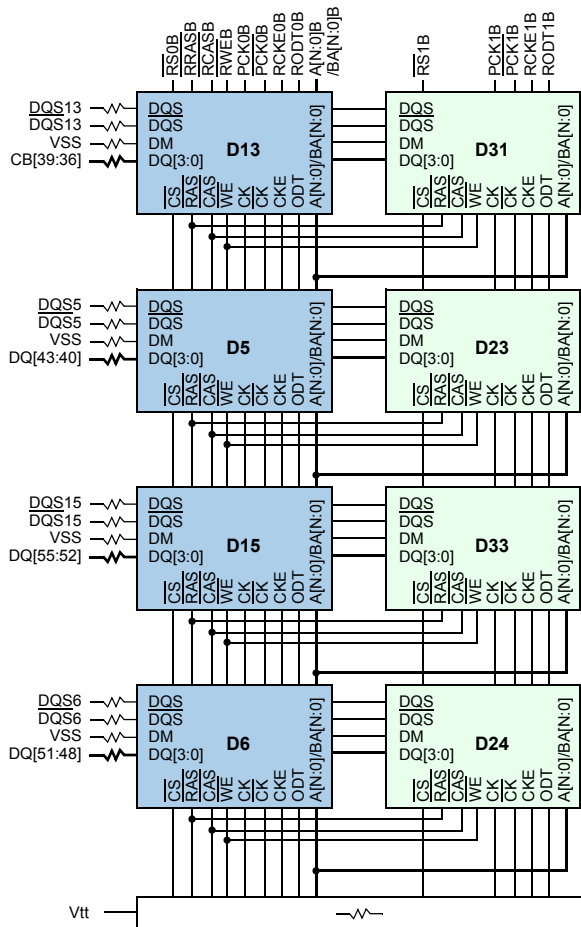 RS0B
RRASB
RCASB
RWEB
PCK0B
PCK0B
RCKE0B
RODT0B
A[N:0]B
/BA[N:0]B
RS1B
PCK1B
PCK1B
RCKE1B
RODT1B
DQS13
DQS13
VSS
CB[39:36]
DQS
DQS
DM
DQ[3:0]
D13
CS
RAS
CAS
WE
CK
CK
CKE
ODT
A[N:0]/BA[N:0]
DQS
DQS
DM
DQ[3:0]
D31
CS
RAS
CAS
WE
CK
CK
CKE
ODT
A[N:0]/BA[N:0]
DQS5
DQS5
VSS
DQ[43:40]
DQS
DQS
DM
DQ[3:0]
D5
CS
RAS
CAS
WE
CK
CK
CKE
ODT
A[N:0]/BA[N:0]
DQS
DQS
DM
DQ[3:0]
D23
CS
RAS
CAS
WE
CK
CK
CKE
ODT
A[N:0]/BA[N:0]
DQS15
DQS15
VSS
DQ[55:52]
DQS
DQS
DM
DQ[3:0]
D15
CS
RAS
CAS
WE
CK
CK
CKE
ODT
A[N:0]/BA[N:0]
DQS
DQS
DM
DQ[3:0]
D33
CS
RAS
CAS
WE
CK
CK
CKE
ODT
A[N:0]/BA[N:0]
DQS6
DQS6
VSS
DQ[51:48]
DQS
DQS
DM
DQ[3:0]
D6
CS
RAS
CAS
WE
CK
CK
CKE
ODT
A[N:0]/BA[N:0]
DQS
DQS
DM
DQ[3:0]
D24
CS
RAS
CAS
WE
CK
CK
CKE
ODT
A[N:0]/BA[N:0]
Vtt